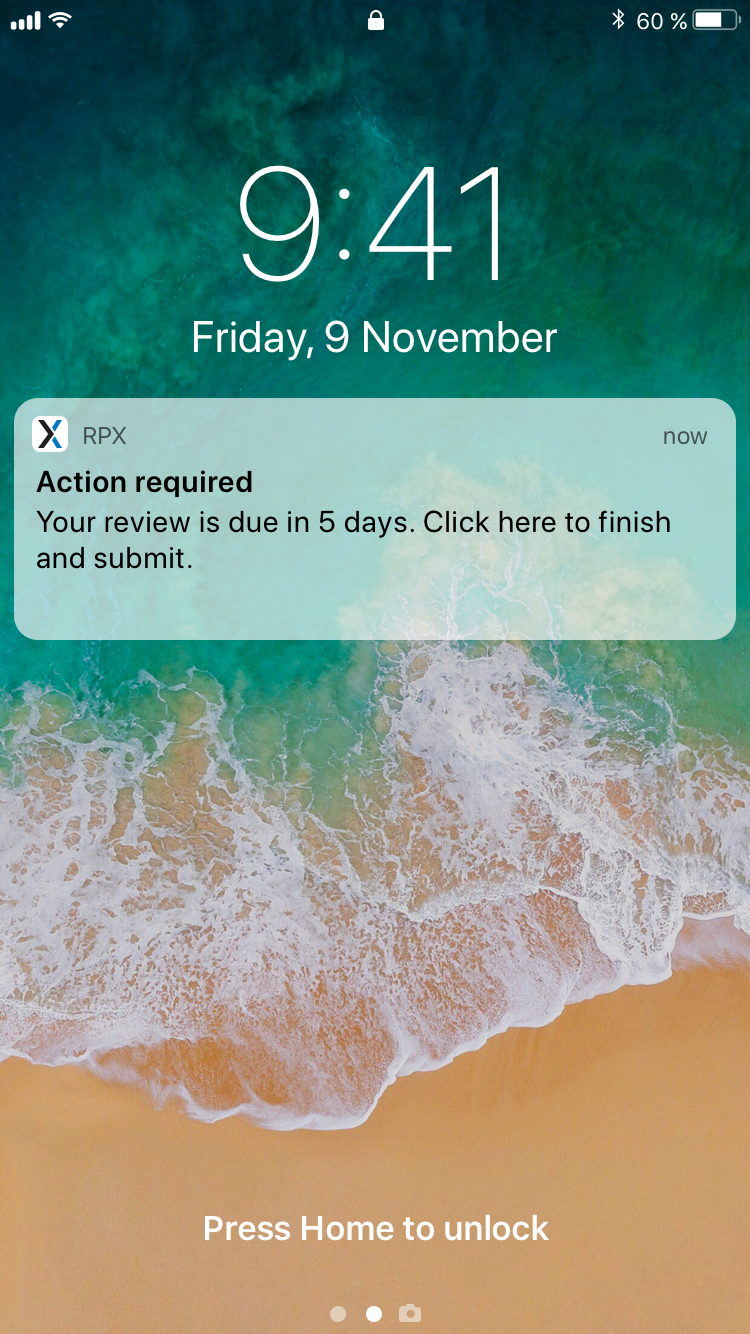 60 %
9:41
Friday, 9 November
RPX now
Action required
Your review is due in 5 days. Click here to finish
and submit.
Press Home to unlock